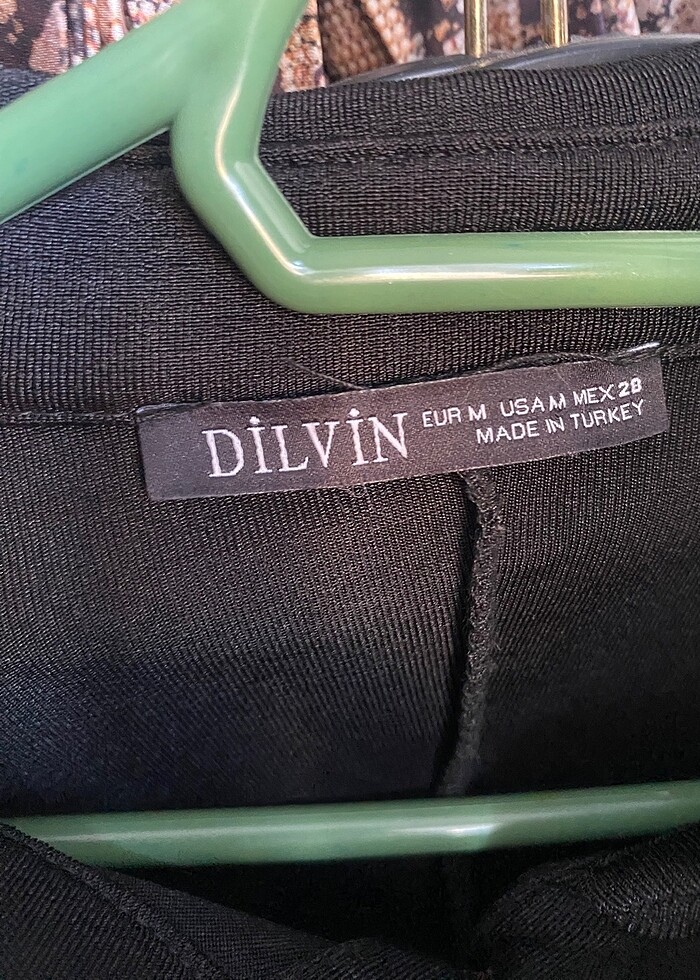 DİLVİN
EUR M USA M MEX 28
MADE IN TURKEY